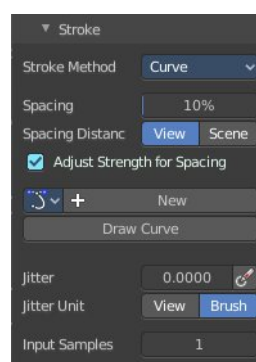 Stroke
Stroke Method Curve
Spacing 10%
Spacing Distanc View Scene
Adjust Strength for Spacing
New
Draw Curve
Jitter 0.0000
Jitter Unit View Brush
Input Samples 1